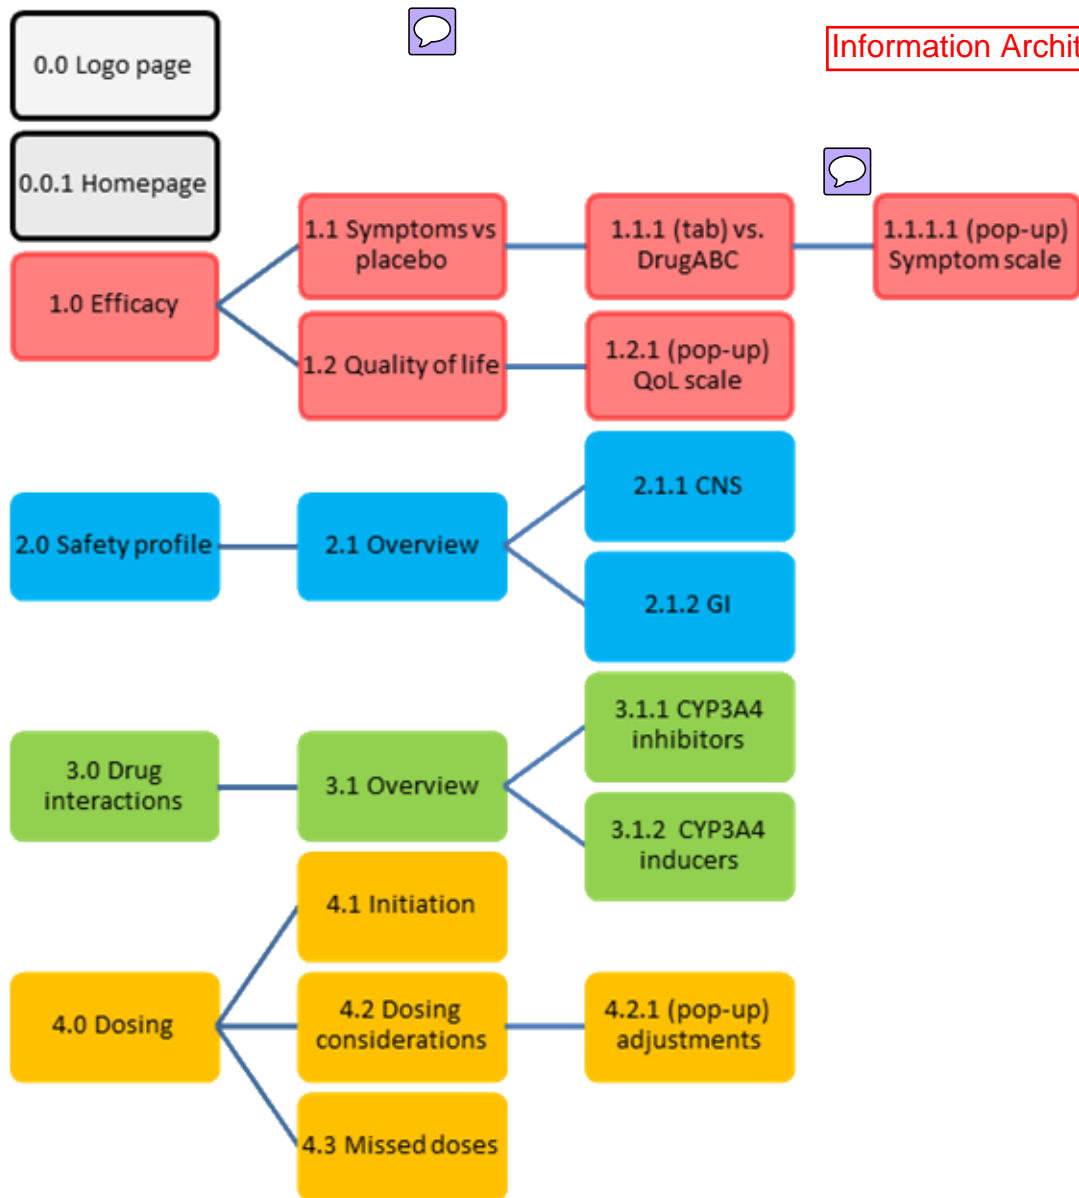 0.0 Logo page
Information Archit
0.0.1 Homepage
1.0 Efficacy
1.1 Symptoms vs
placebo
1.1.1 (tab) vs.
DrugABC
1.1.1.1 (pop-up)
Symptom scale
1.2 Quality of life
1.2.1 (pop-up)
QoL scale
2.0 Safety profile
2.1 Overview
2.1.1 CNS
2.1.2 GI
3.0 Drug
interactions
3.1 Overview
3.1.1 CYP3A4
inhibitors
3.1.2 CYP3A4
inducers
4.0 Dosing
4.1 Initiation
4.2 Dosing
considerations
4.2.1 (pop-up)
adjustments
4.3 Missed doses